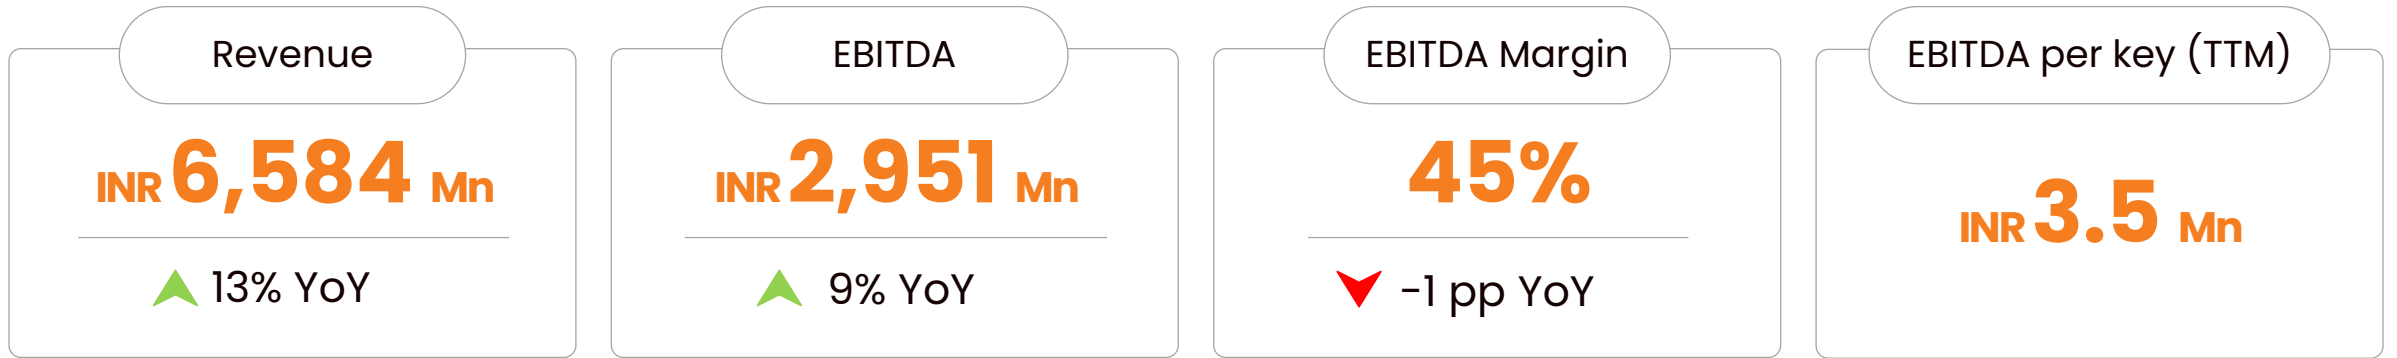 Revenue
INR 6,584 Mn
13% YoY
EBITDA
INR 2,951 Mn
9% YoY
EBITDA Margin
45%
-1 pp YoY
EBITDA per key (TTM)
INR 3.5 Mn